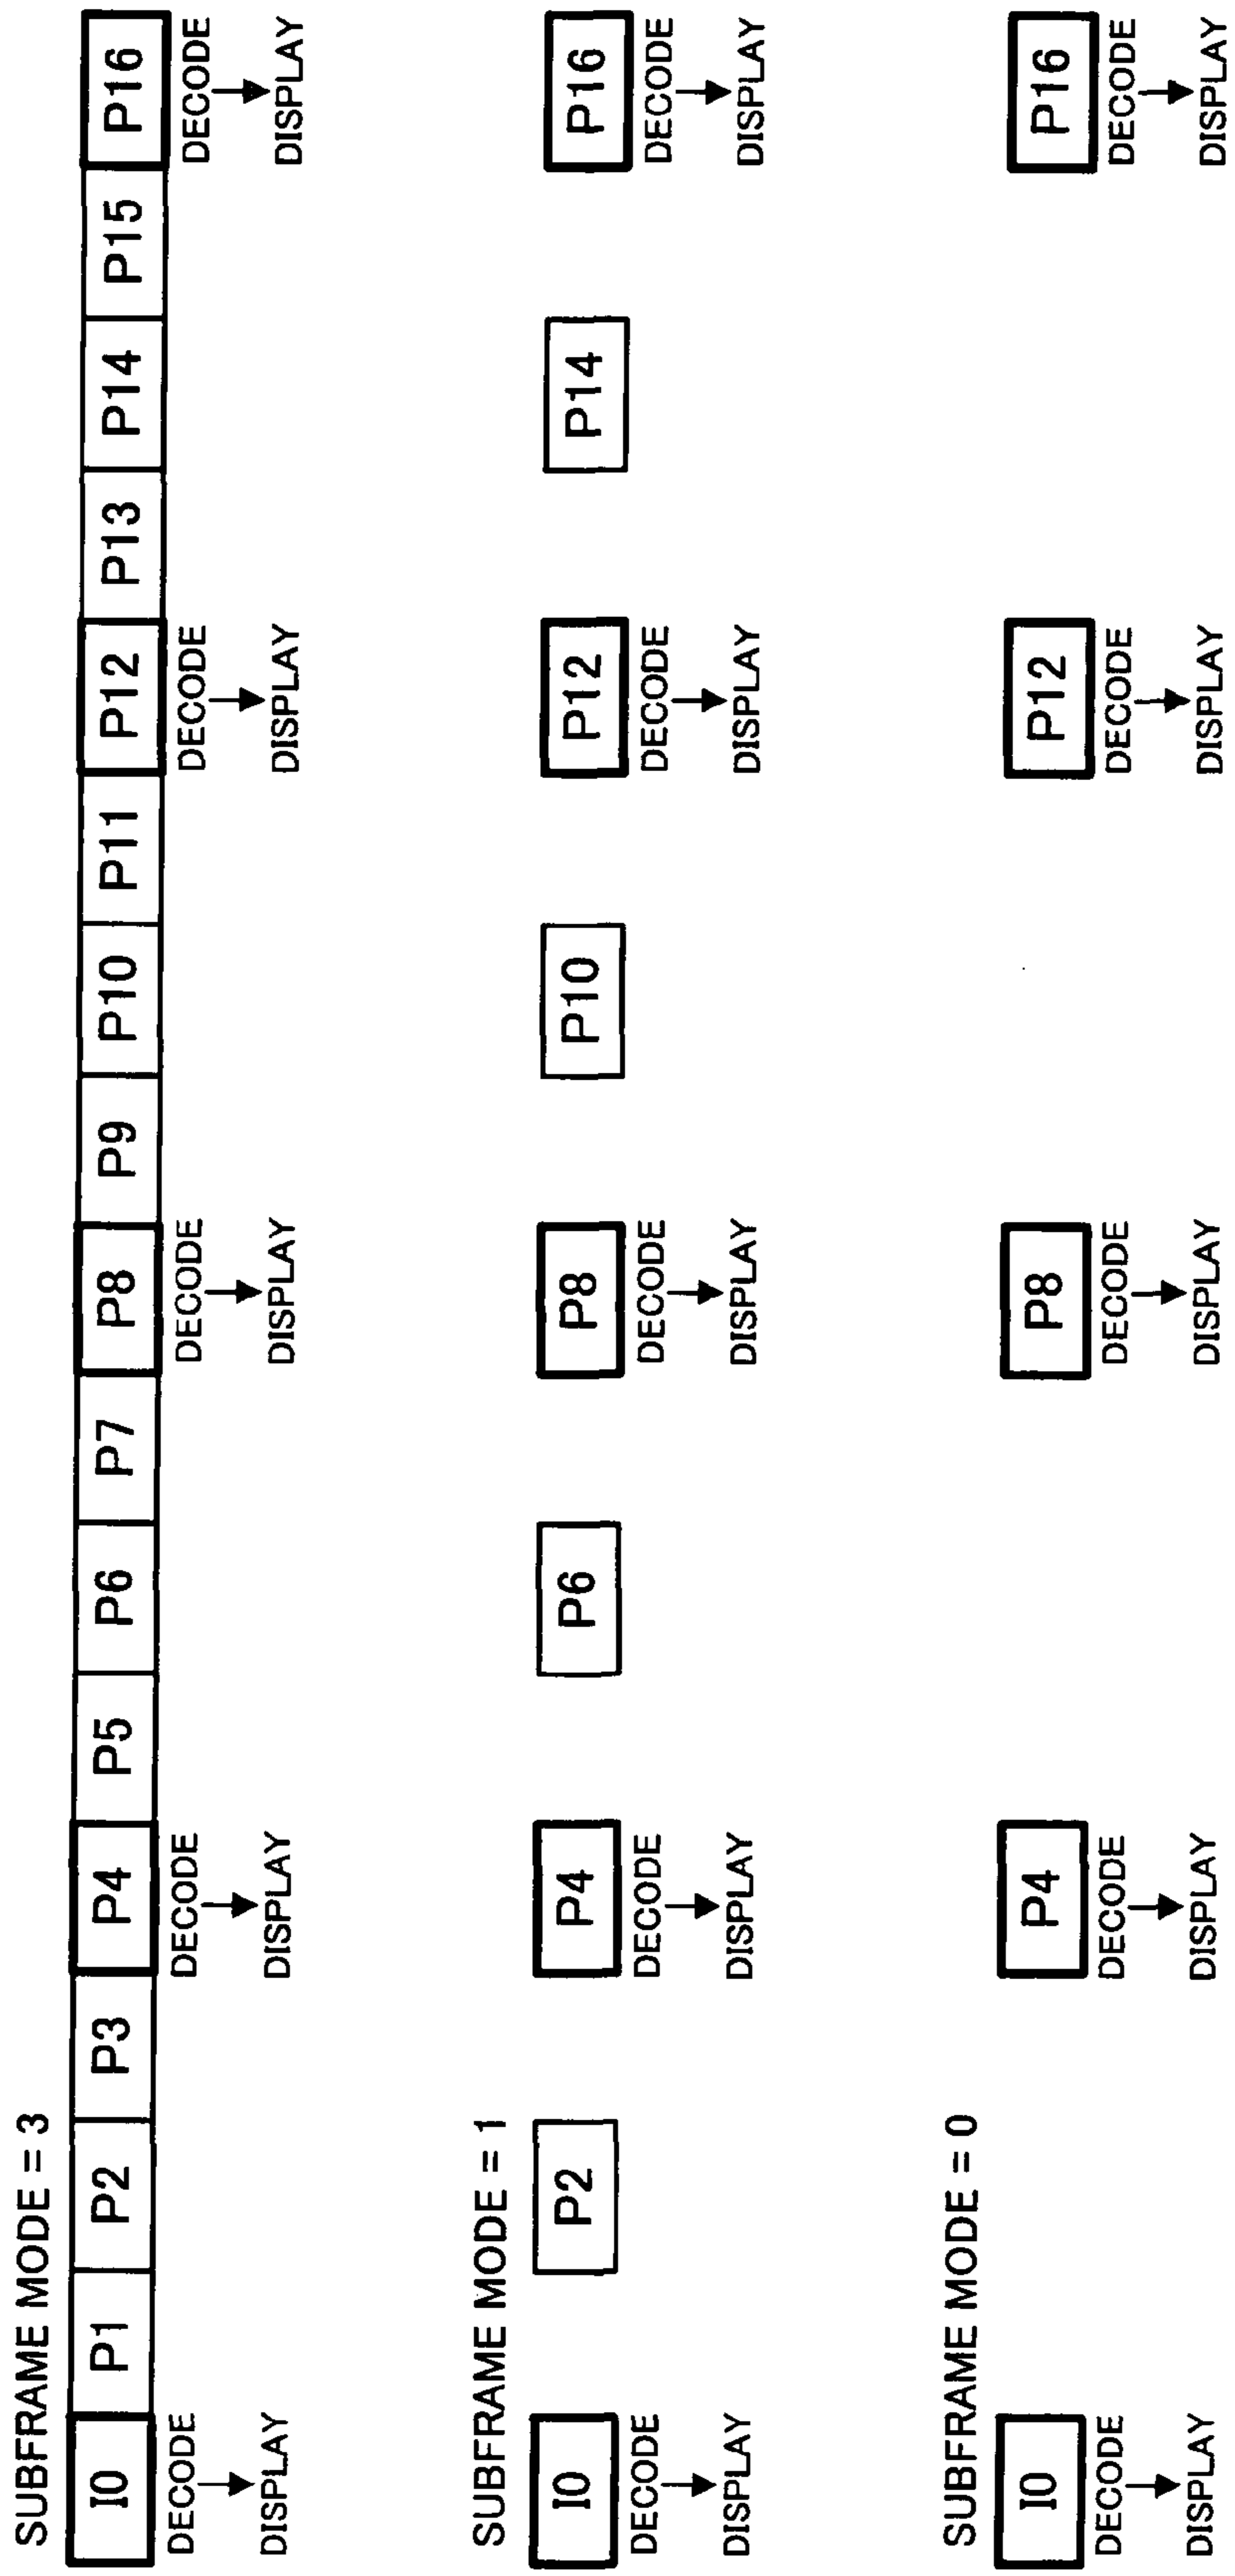 SUBFRAME MODE = 3
I0 P1 P2 P3 P4 P5 P6 P7 P8 P9 P10 P11 P12 P13 P14 P15 P16
DECODE DECODE DECODE DECODE DECODE
DISPLAY DISPLAY DISPLAY DISPLAY DISPLAY
SUBFRAME MODE = 1
I0 P2 P4 P6 P8 P10 P12 P14 P16
DECODE DECODE DECODE DECODE DECODE
DISPLAY DISPLAY DISPLAY DISPLAY DISPLAY
SUBFRAME MODE = 0
I0 P4 P8 P12 P16
DECODE DECODE DECODE DECODE DECODE
DISPLAY DISPLAY DISPLAY DISPLAY DISPLAY